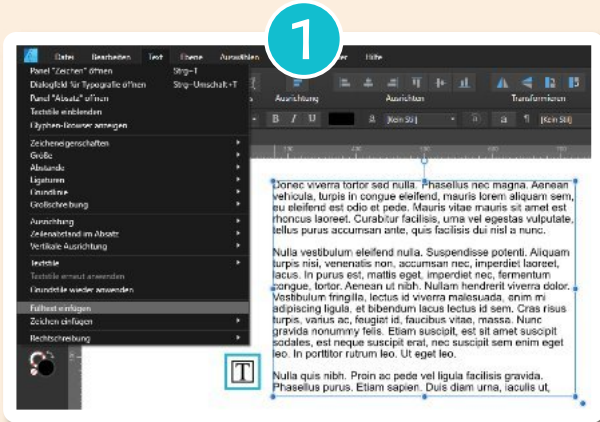 1
Datei Bearbeiten Text Ebene Auswählen Hilfe
Panel "Zeichen" öffnen Strg-T
Dialogfeld für Typografie öffnen Strg-Umschalt+T
Panel "Absatz" öffnen
Textstile einblenden
Glyphen-Browser anzeigen
Zeicheneigenschaften
Größe
Abstände
Ligaturen
Grundlinie
Großschreibung
Ausrichtung
Zeilenabstand im Absatz
Vertikale Ausrichtung
Textstile
Textstile erneut anwenden
Grundstile wieder anwenden
Fülltext einfügen
Zeichen einfügen
Rechtschreibung
Ausrichtung Ausrichten Transformieren
B I U a [Kein Stil] a a ¶ [Kein Stil]
T
Donec viverra tortor sed nulla. Phasellus nec magna. Aenean
vehicula, turpis in congue eleifend, mauris lorem aliquam sem,
eu eleifend est odio et pede. Mauris vitae mauris sit amet est
rhoncus laoreet. Curabitur facilisis, urna vel egestas vulputate,
tellus purus accumsan ante, quis facilisis dui nisl a nunc.
Nulla vestibulum eleifend nulla. Suspendisse potenti. Aliquam
turpis nisi, venenatis non, accumsan nec, imperdiet laoreet,
lacus. In purus est, mattis eget, imperdiet nec, fermentum
congue, tortor. Aenean ut nibh. Nullam hendrerit viverra dolor.
Vestibulum fringilla, lectus id viverra malesuada, enim mi
adipiscing ligula, et bibendum lacus lectus id sem. Cras risus
turpis, varius ac, feugiat id, faucibus vitae, massa. Nunc
gravida nonummy felis. Etiam suscipit, est sit amet suscipit
sodales, est neque suscipit erat, nec suscipit sem enim eget
leo. In porttitor rutrum leo. Ut eget leo.
Nulla quis nibh. Proin ac pede vel ligula facilisis gravida.
Phasellus purus. Etiam sapien. Duis diam urna, iaculis ut,